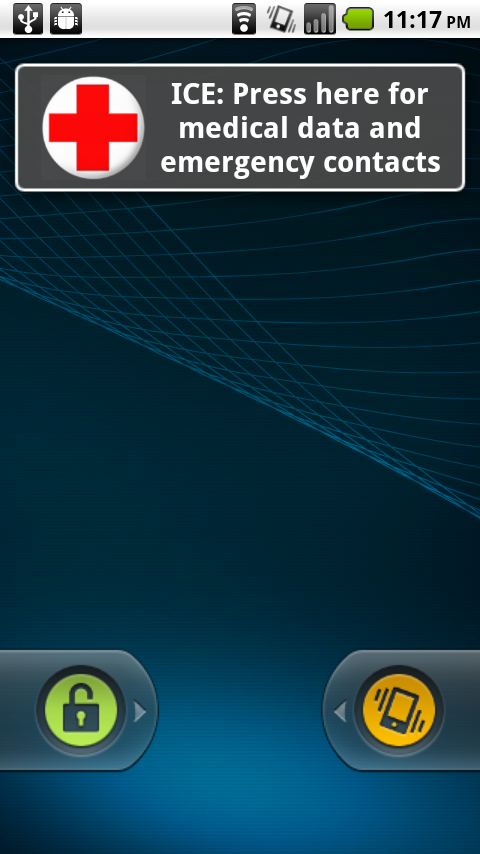 11:17 PM
ICE: Press here for
medical data and
emergency contacts